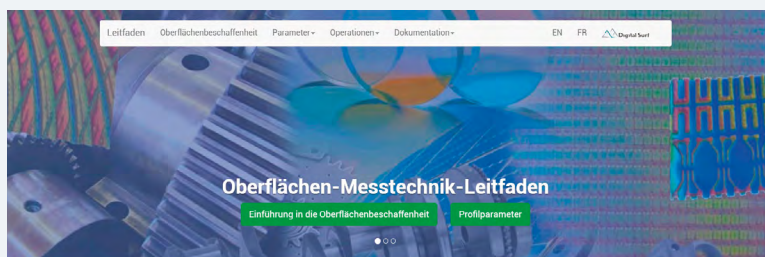 Leitfaden Oberflächenbeschaffenheit Parameter Operationen Dokumentation EN FR Digital Surf
Oberflächen-Messtechnik-Leitfaden
Einführung in die Oberflächenbeschaffenheit Profilparameter